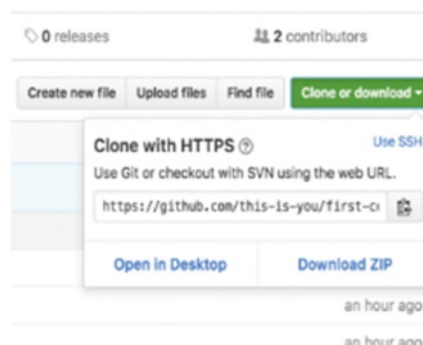 0 releases 2 contributors
Create new file Upload files Find file Clone or download
Clone with HTTPS Use SSH
Use Git or checkout with SVN using the web URL.
https://github.com/this-is-you/first-c
Open in Desktop Download ZIP
an hour ago
an hour ago